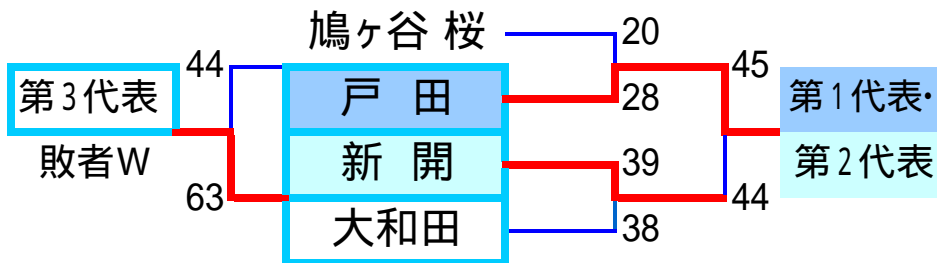 鳩ヶ谷 桜
20
44
45
第3代表
戸 田
28
第1代表・
敗者W
新 開
39
第2代表
63
44
大和田
38